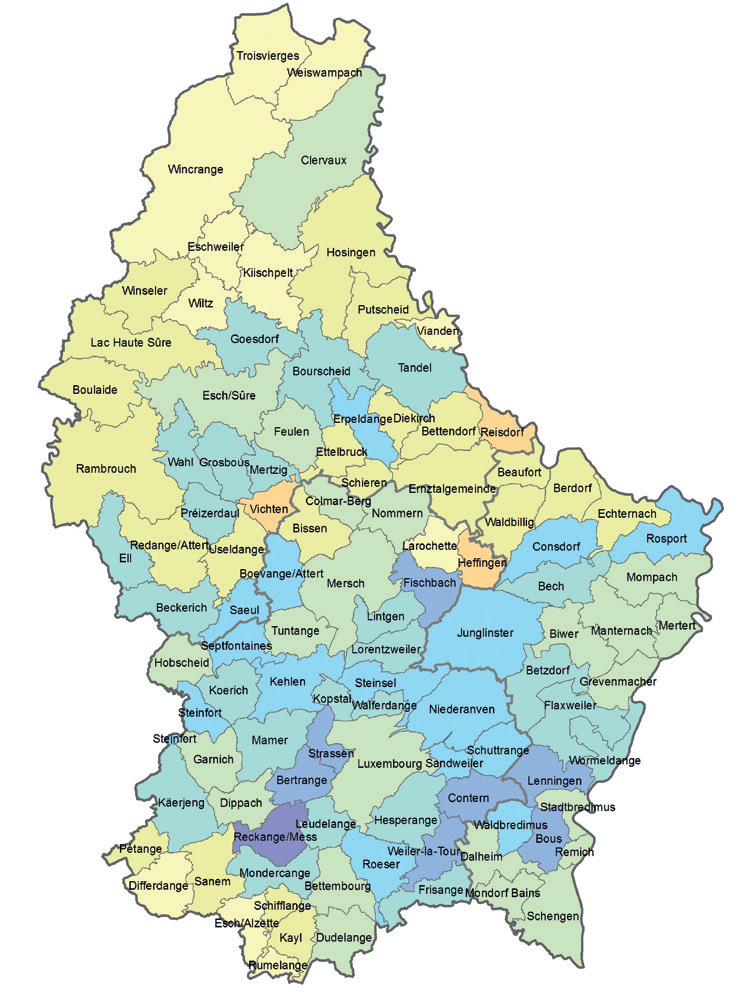 Troisvierges
Weiswampach
Clervaux
Wincrange
Eschweiler
Hosingen
Kiischpelt
Winseler
Wiltz
Putscheid
Vianden
Goesdorf
Lac Haute Sûre
Tandel
Bourscheid
Boulaide
Esch/Sûre
Erpeldange
Diekirch
Bettendorf
Reisdorf
Feulen
Ettelbruck
Wahl
Grosbous
Mertzig
Rambrouch
Beaufort
Schieren
Ernztalgemeinde
Berdorf
Colmar-Berg
Vichten
Préizerdaul
Nommern
Echternach
Waldbillig
Bissen
Rosport
Redange/Attert
Useldange
Larochette
Consdorf
Ell
Heffingen
Boevange/Attert
Mersch
Fischbach
Mompach
Bech
Beckerich
Saeul
Lintgen
Tuntange
Junglinster
Biwer
Manternach
Mertert
Septfontaines
Lorentzweiler
Hobscheid
Betzdorf
Kehlen
Steinsel
Grevenmacher
Koerich
Kopstal
Walferdange
Niederanven
Flaxweiler
Steinfort
Steinfort
Mamer
Strassen
Schuttrange
Garnich
Luxembourg
Sandweiler
Wormeldange
Bertrange
Lenningen
Käerjeng
Dippach
Contern
Stadtbredimus
Leudelange
Hesperange
Waldbredimus
Reckange/Mess
Bous
Pétange
Weiler-la-Tour
Dalheim
Remich
Roeser
Mondercange
Differdange
Sanem
Bettembourg
Frisange
Mondorf Bains
Schifflange
Schengen
Esch/Alzette
Kayl
Dudelange
Rumelange